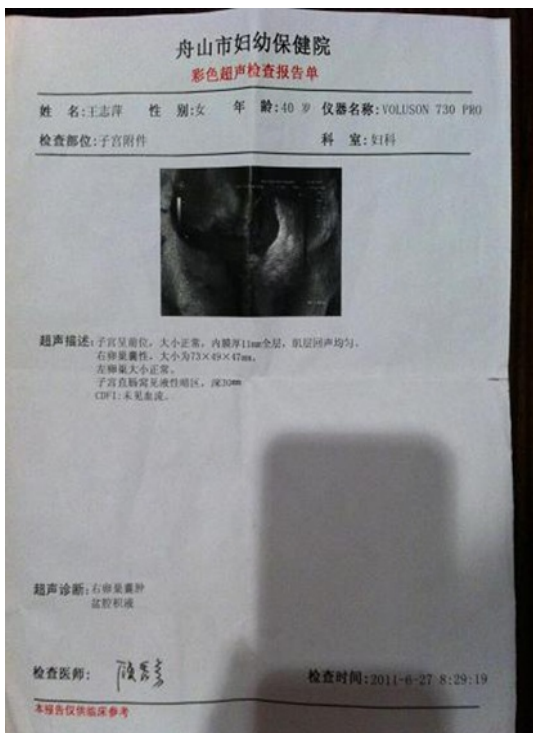 舟山市妇幼保健院
彩色超声检查报告单
姓 名:王志萍 性 别:女 年 龄:40 岁 仪器名称:VOLUSON 730 PRO
检查部位:子宫附件 科 室:妇科
超声描述:子宫呈前位，大小正常，内膜厚11mm全层，肌层回声均匀。
右卵巢囊性，大小为73×49×47mm。
左卵巢大小正常。
子宫直肠窝见液性暗区，深30mm
CDFI:未见血流。
超声诊断:右卵巢囊肿
盆腔积液
检查医师:
检查时间:2011-6-27 8:29:19
本报告仅供临床参考